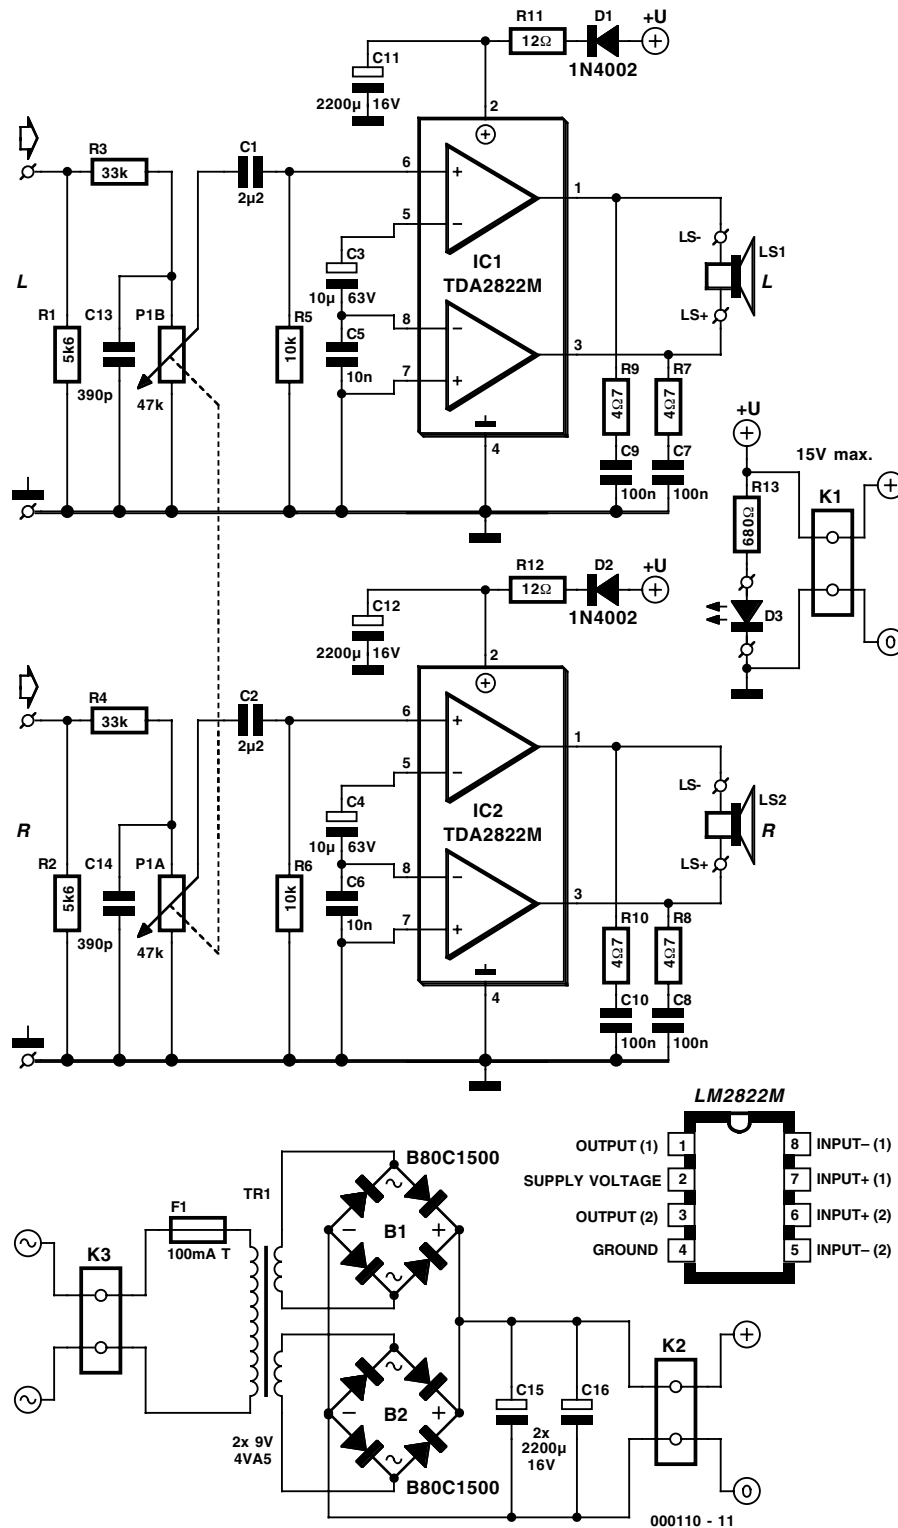 R11
12Ω
D1
1N4002
+U
C11
2200µ 16V
2
R3
33k
C1
2µ2
6
+
5
−
1
IC1
TDA2822M
C3
10µ 63V
8
−
C5
10n
7
+
3
4
L
R1
5k6
C13
390p
P1B
47k
R5
10k
LS-
LS1
L
LS+
R9
4Ω7
R7
4Ω7
C9
100n
C7
100n
+U
15V max.
R13
680Ω
K1
+
D3
0
R12
12Ω
D2
1N4002
+U
C12
2200µ 16V
2
R4
33k
C2
2µ2
6
+
5
−
1
IC2
TDA2822M
C4
10µ 63V
8
−
C6
10n
7
+
3
4
R
R2
5k6
C14
390p
P1A
47k
R6
10k
LS-
LS2
R
LS+
R10
4Ω7
R8
4Ω7
C10
100n
C8
100n
LM2822M
OUTPUT (1) 1 8 INPUT– (1)
SUPPLY VOLTAGE 2 7 INPUT+ (1)
OUTPUT (2) 3 6 INPUT+ (2)
GROUND 4 5 INPUT– (2)
B80C1500
TR1
F1
100mA T
K3
− B1 +
K2
+
− B2 +
C15
C16
2x
2200µ
16V
2x 9V
4VA5
B80C1500
0
000110 - 11